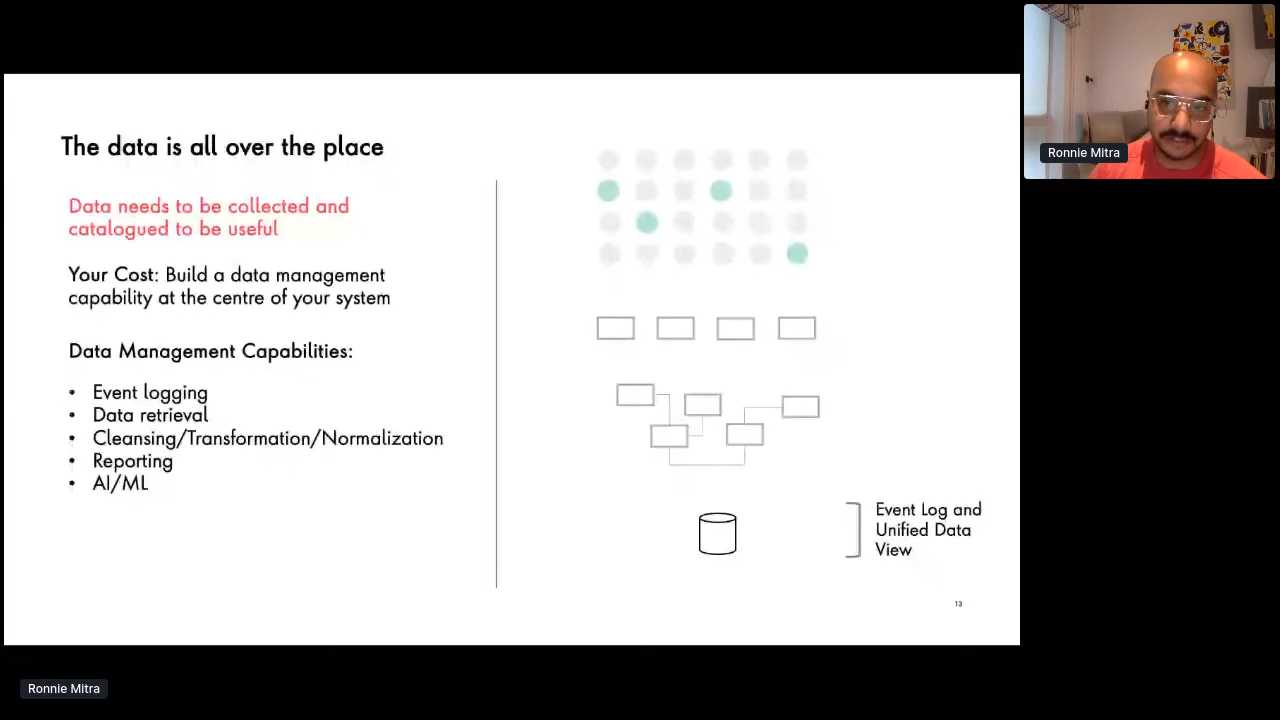 The data is all over the place
Data needs to be collected and
catalogued to be useful
Your Cost: Build a data management
capability at the centre of your system
Data Management Capabilities:
• Event logging
• Data retrieval
• Cleansing/Transformation/Normalization
• Reporting
• AI/ML
Event Log and
Unified Data
View
13
Ronnie Mitra
Ronnie Mitra